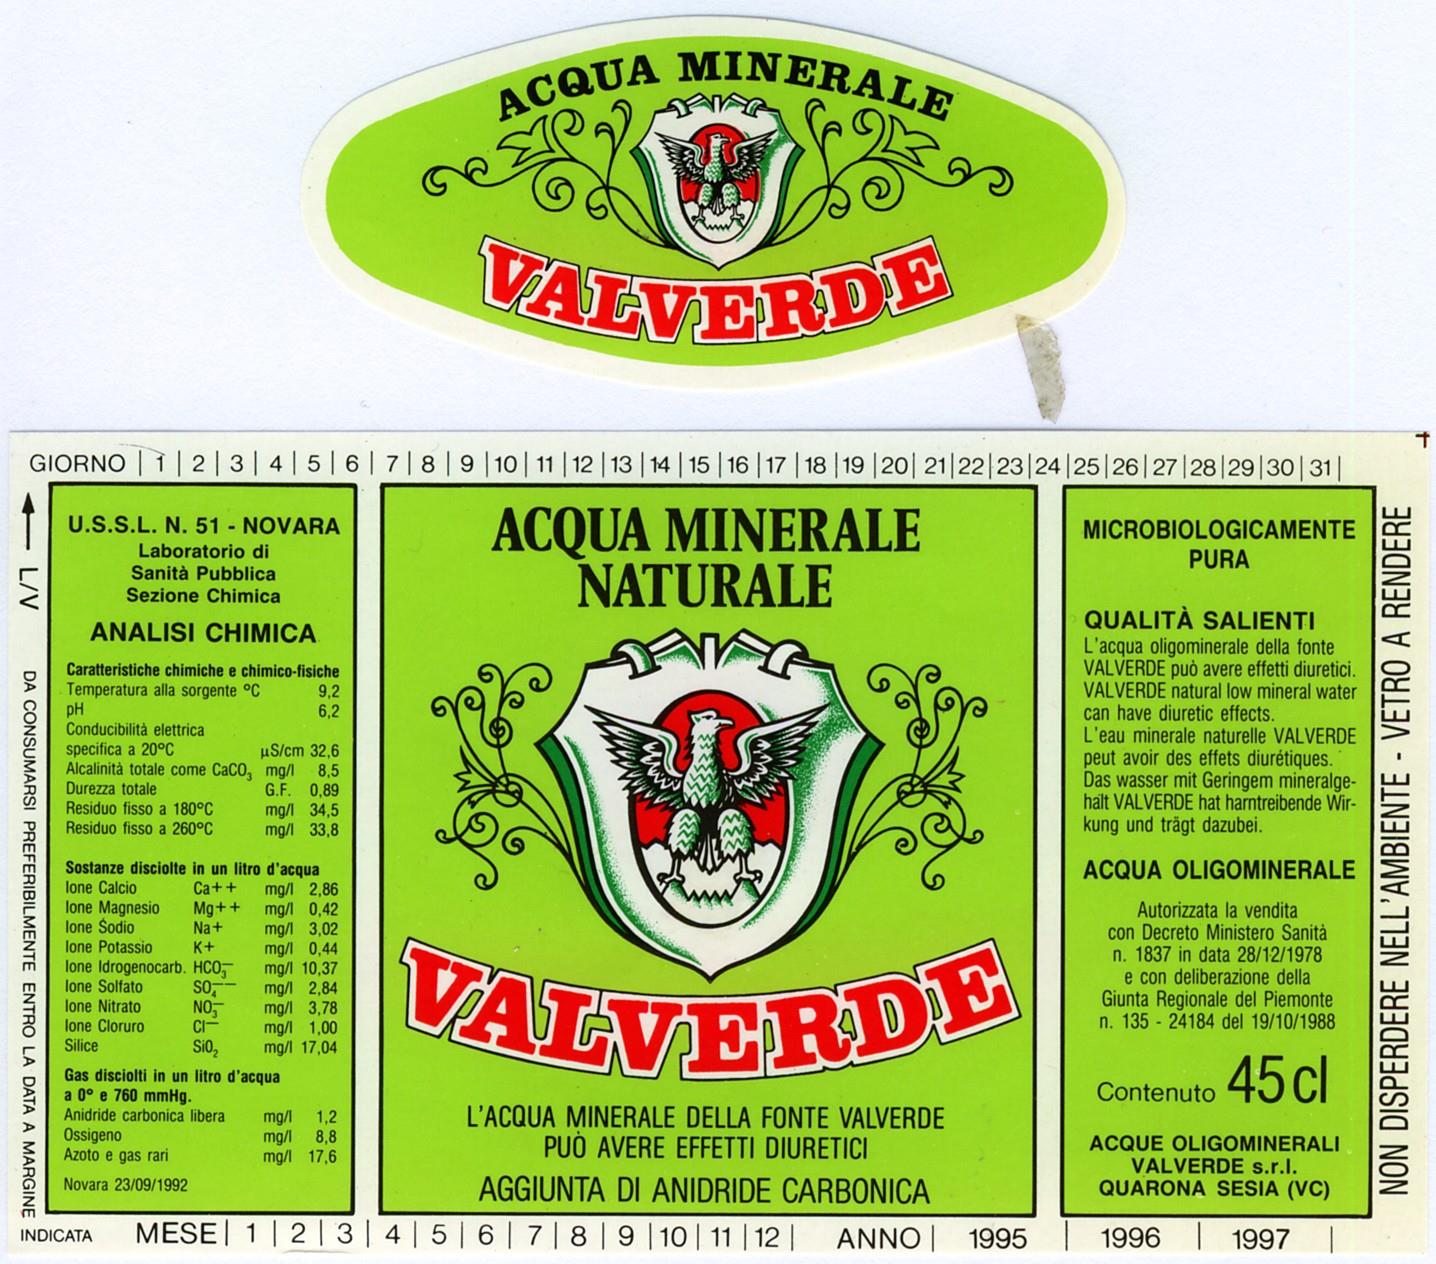 ACQUA MINERALE
VALVERDE
GIORNO | 1 | 2 | 3 | 4 | 5 | 6 | 7 | 8 | 9 | 10 | 11 | 12 | 13 | 14 | 15 | 16 | 17 | 18 | 19 | 20 | 21 | 22 | 23 | 24 | 25 | 26 | 27 | 28 | 29 | 30 | 31 |
L/V
DA CONSUMARSI PREFERIBILMENTE ENTRO LA DATA A MARGINE
INDICATA
U.S.S.L. N. 51 - NOVARA
Laboratorio di
Sanità Pubblica
Sezione Chimica
ANALISI CHIMICA
Caratteristiche chimiche e chimico-fisiche
Temperatura alla sorgente °C 9,2
pH 6,2
Conducibilità elettrica
specifica a 20°C µS/cm 32,6
Alcalinità totale come CaCO3 mg/l 8,5
Durezza totale G.F. 0,89
Residuo fisso a 180°C mg/l 34,5
Residuo fisso a 260°C mg/l 33,8
Sostanze disciolte in un litro d'acqua
Ione Calcio Ca++ mg/l 2,86
Ione Magnesio Mg++ mg/l 0,42
Ione Sodio Na+ mg/l 3,02
Ione Potassio K+ mg/l 0,44
Ione Idrogenocarb. HCO3− mg/l 10,37
Ione Solfato SO4−− mg/l 2,84
Ione Nitrato NO3− mg/l 3,78
Ione Cloruro Cl− mg/l 1,00
Silice SiO2 mg/l 17,04
Gas disciolti in un litro d'acqua
a 0° e 760 mmHg.
Anidride carbonica libera mg/l 1,2
Ossigeno mg/l 8,8
Azoto e gas rari mg/l 17,6
Novara 23/09/1992
ACQUA MINERALE
NATURALE
VALVERDE
L'ACQUA MINERALE DELLA FONTE VALVERDE
PUÒ AVERE EFFETTI DIURETICI
AGGIUNTA DI ANIDRIDE CARBONICA
MICROBIOLOGICAMENTE
PURA
QUALITÀ SALIENTI
L'acqua oligominerale della fonte
VALVERDE può avere effetti diuretici.
VALVERDE natural low mineral water
can have diuretic effects.
L'eau minerale naturelle VALVERDE
peut avoir des effets diurétiques.
Das wasser mit Geringem mineralge-
halt VALVERDE hat harntreibende Wir-
kung und trägt dazubei.
ACQUA OLIGOMINERALE
Autorizzata la vendita
con Decreto Ministero Sanità
n. 1837 in data 28/12/1978
e con deliberazione della
Giunta Regionale del Piemonte
n. 135 - 24184 del 19/10/1988
Contenuto 45 cl
ACQUE OLIGOMINERALI
VALVERDE s.r.l.
QUARONA SESIA (VC)
NON DISPERDERE NELL'AMBIENTE - VETRO A RENDERE
MESE | 1 | 2 | 3 | 4 | 5 | 6 | 7 | 8 | 9 | 10 | 11 | 12 | ANNO | 1995 | 1996 | 1997 |